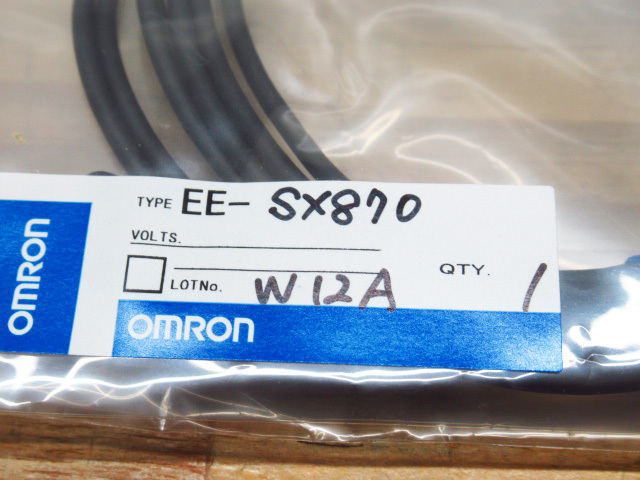 OMRON
TYPE EE-SX870
VOLTS.
LOTNo. W12A QTY. 1
OMRON